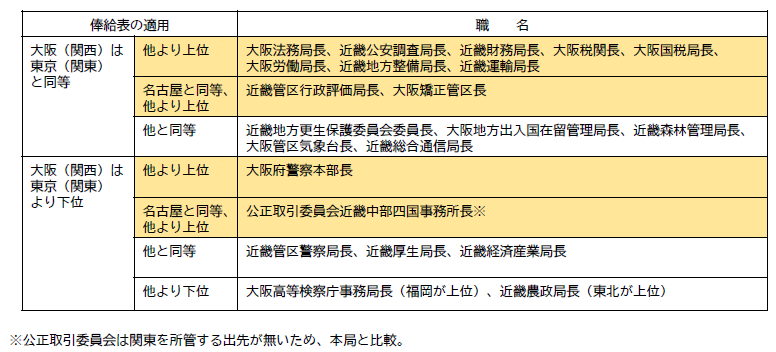 俸給表の適用
職　　名
大阪（関西）は
東京（関東）
と同等
他より上位
大阪法務局長、近畿公安調査局長、近畿財務局長、大阪税関長、大阪国税局長、
大阪労働局長、近畿地方整備局長、近畿運輸局長
名古屋と同等、
他より上位
近畿管区行政評価局長、大阪矯正管区長
他と同等
近畿地方更生保護委員会委員長、大阪地方出入国在留管理局長、近畿森林管理局長、
大阪管区気象台長、近畿総合通信局長
大阪（関西）は
東京（関東）
より下位
他より上位
大阪府警察本部長
名古屋と同等、
他より上位
公正取引委員会近畿中部四国事務所長※
他と同等
近畿管区警察局長、近畿厚生局長、近畿経済産業局長
他より下位
大阪高等検察庁事務局長（福岡が上位）、近畿農政局長（東北が上位）
※公正取引委員会は関東を所管する出先が無いため、本局と比較。